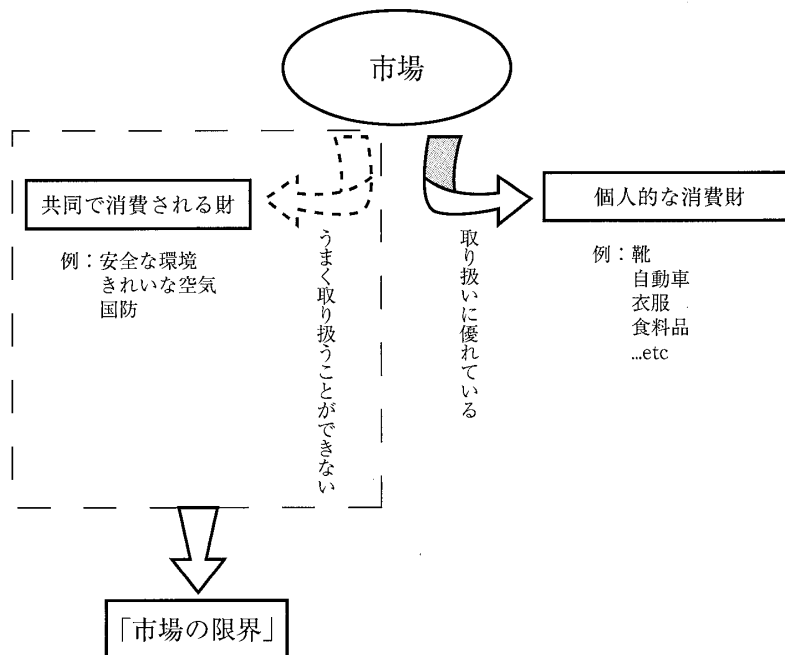 市場
共同で消費される財
例：安全な環境
きれいな空気
国防
うまく取り扱うことができない
取り扱いに優れている
個人的な消費財
例：靴
自動車
衣服
食料品
...etc
「市場の限界」